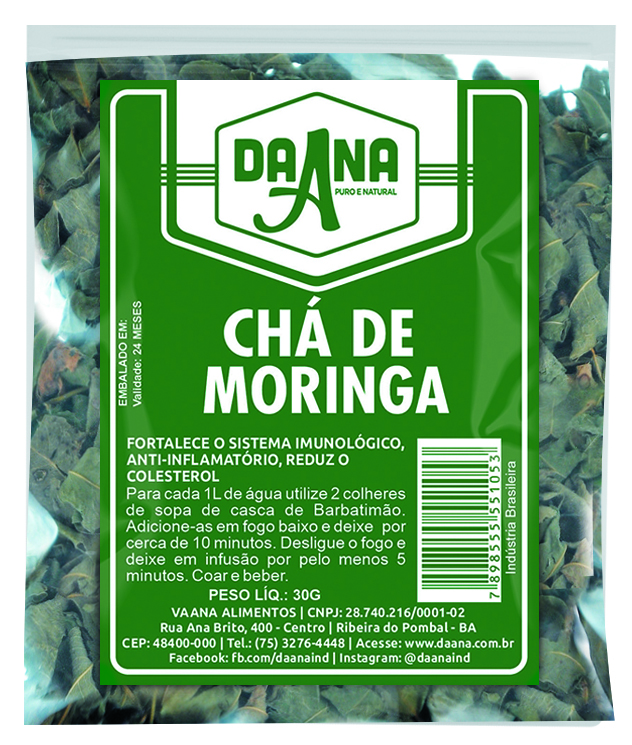 DAANA
PURO E NATURAL
CHÁ DE
MORINGA
EMBALADO EM:
Validade: 24 MESES
FORTALECE O SISTEMA IMUNOLÓGICO,
ANTI-INFLAMATÓRIO, REDUZ O
COLESTEROL
Para cada 1L de água utilize 2 colheres
de sopa de casca de Barbatimão.
Adicione-as em fogo baixo e deixe por
cerca de 10 minutos. Desligue o fogo e
deixe em infusão por pelo menos 5
minutos. Coar e beber.
7 898555 551053
Indústria Brasileira
PESO LÍQ.: 30G
VAANA ALIMENTOS | CNPJ: 28.740.216/0001-02
Rua Ana Brito, 400 - Centro | Ribeira do Pombal - BA
CEP: 48400-000 | Tel.: (75) 3276-4448 | Acesse: www.daana.com.br
Facebook: fb.com/daanaind | Instagram: @daanaind